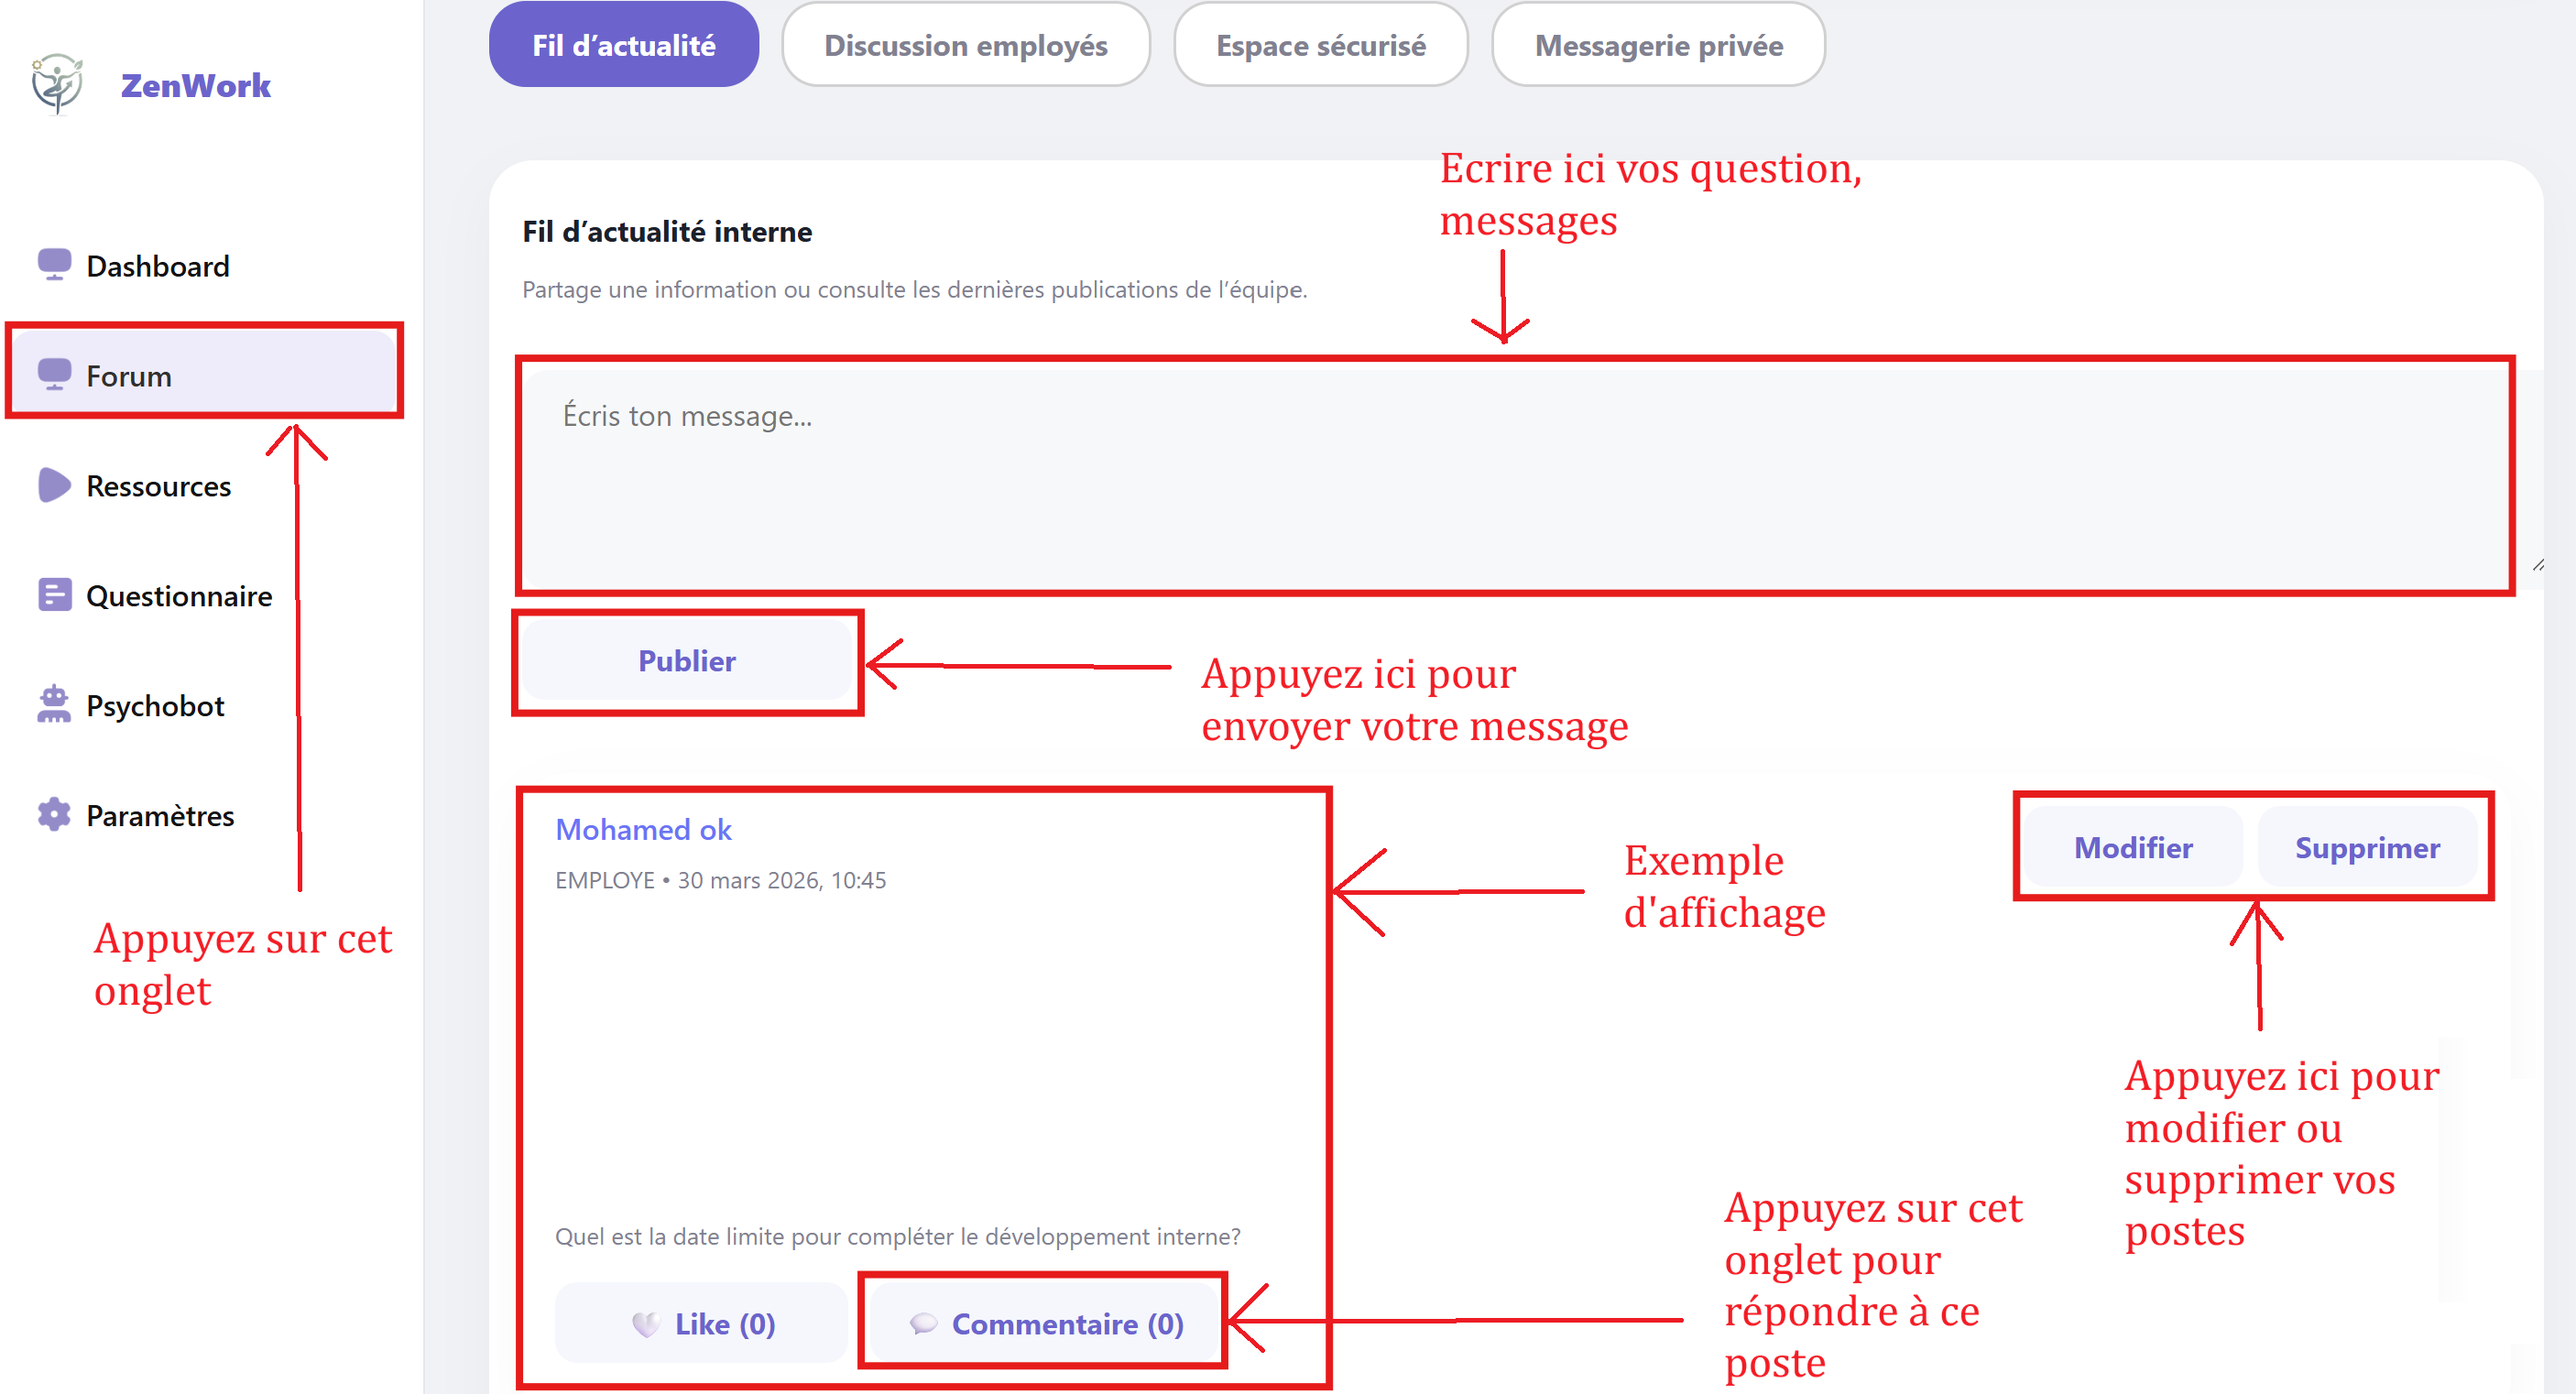 ZenWork
Dashboard
Forum
Ressources
Questionnaire
Psychobot
Paramètres
Appuyez sur cet
onglet
Fil d’actualité
Discussion employés
Espace sécurisé
Messagerie privée
Ecrire ici vos question,
messages
Fil d’actualité interne
Partage une information ou consulte les dernières publications de l’équipe.
Écris ton message...
Publier
Appuyez ici pour
envoyer votre message
Mohamed ok
EMPLOYE • 30 mars 2026, 10:45
Exemple
d'affichage
Modifier
Supprimer
Appuyez ici pour
modifier ou
supprimer vos
postes
Quel est la date limite pour compléter le développement interne?
Like (0)
Commentaire (0)
Appuyez sur cet
onglet pour
répondre à ce
poste